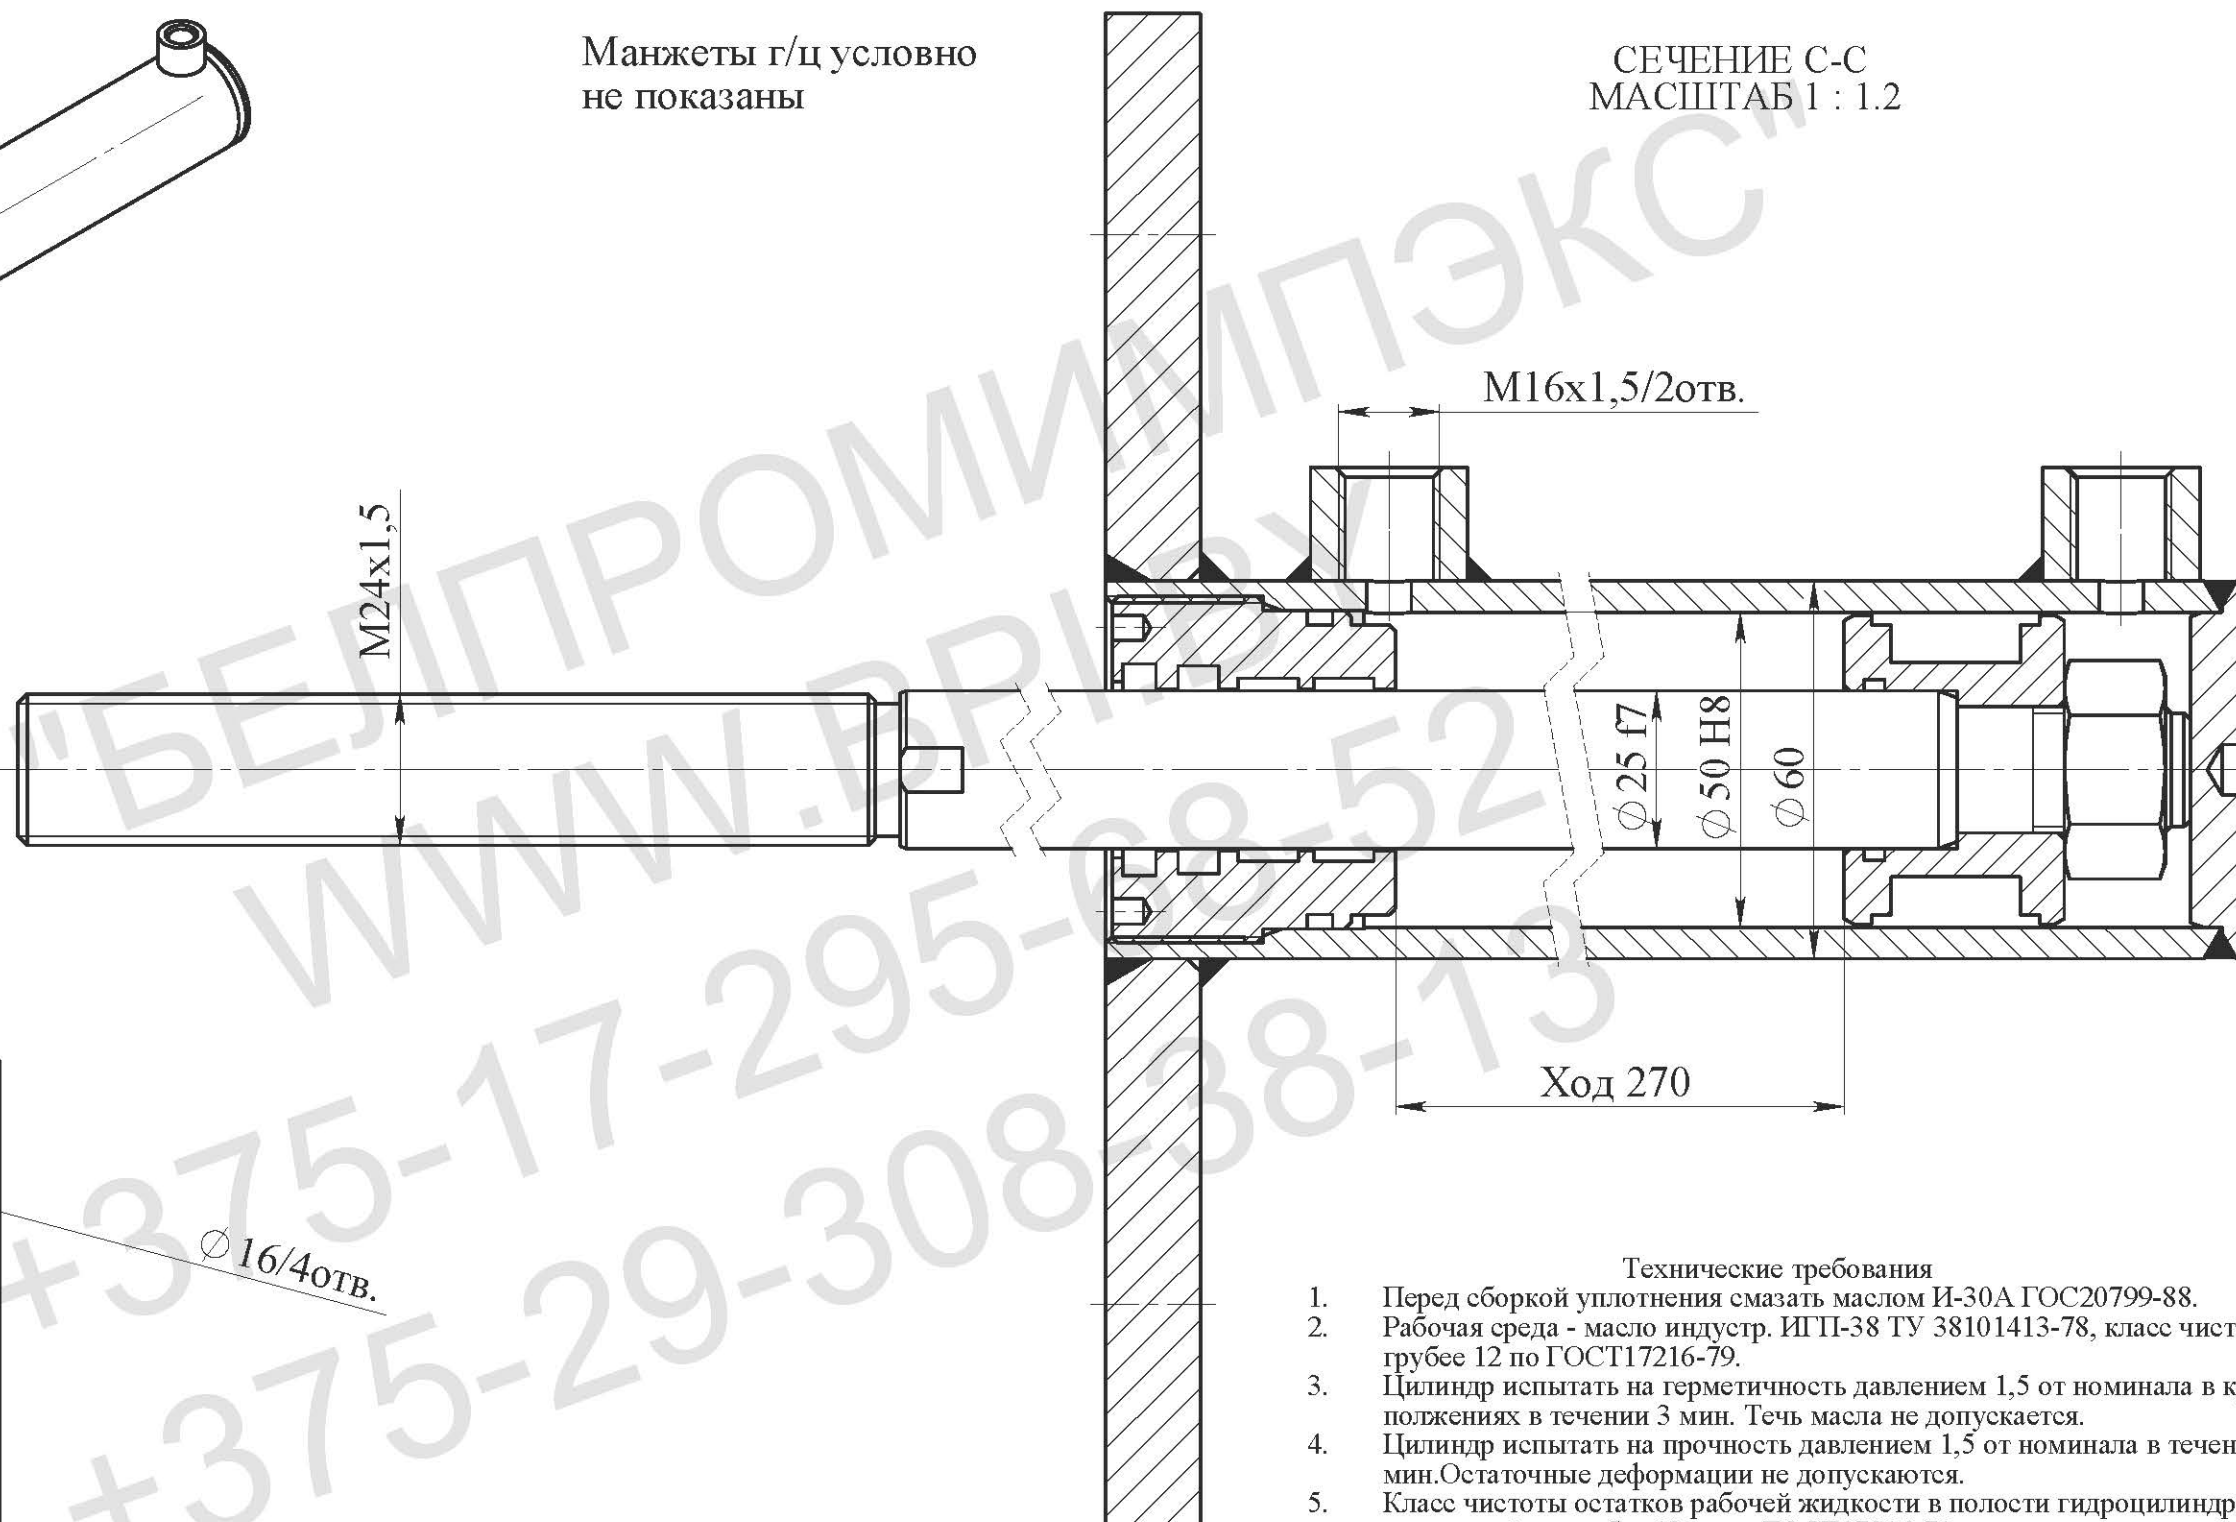 Манжеты г/ц условно
не показаны
СЕЧЕНИЕ C-C
МАСШТАБ 1 : 1.2
М16х1,5/2отв.
М24х1,5
∅ 25 f7
∅ 50 H8
∅ 60
Ход 270
∅ 16/4отв.
"БЕЛПРОМИМПЭКС"
WWW.BPI.BY
+375-17-295-68-52
+375-29-308-38-13
Технические требования
1. Перед сборкой уплотнения смазать маслом И-30А ГОС20799-88.
2. Рабочая среда - масло индустр. ИГП-38 ТУ 38101413-78, класс чист
грубее 12 по ГОСТ17216-79.
3. Цилиндр испытать на герметичность давлением 1,5 от номинала в к
полжениях в течении 3 мин. Течь масла не допускается.
4. Цилиндр испытать на прочность давлением 1,5 от номинала в течен
мин.Остаточные деформации не допускаются.
5. Класс чистоты остатков рабочей жидкости в полости гидроцилиндр